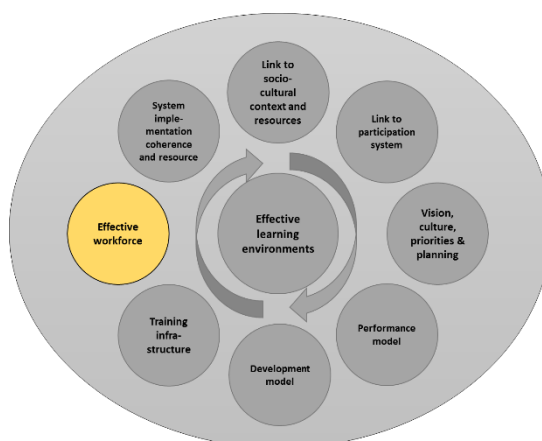 Link to
socio-
cultural
context and
resources
Link to
participation
system
Vision,
culture,
priorities &
planning
Performance
model
Development
model
Training
infra-
structure
Effective
workforce
System
imple-
mentation
coherence
and resource
Effective
learning
environments